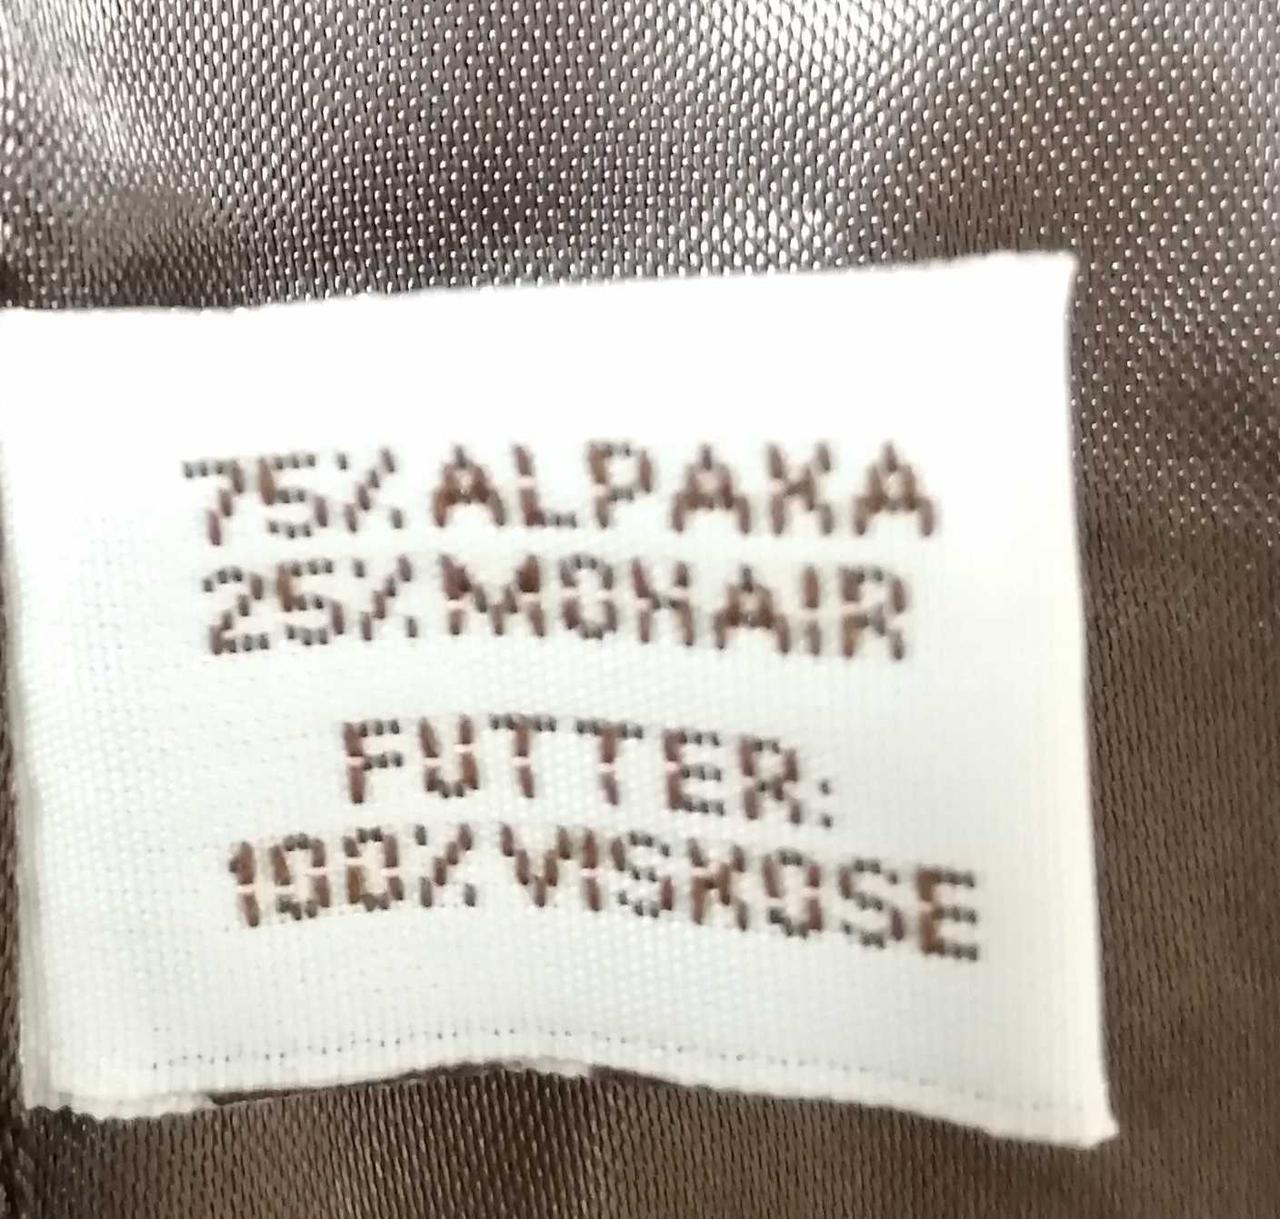 75% ALPAKA
25% MOHAIR
FUTTER:
100% VISKOSE